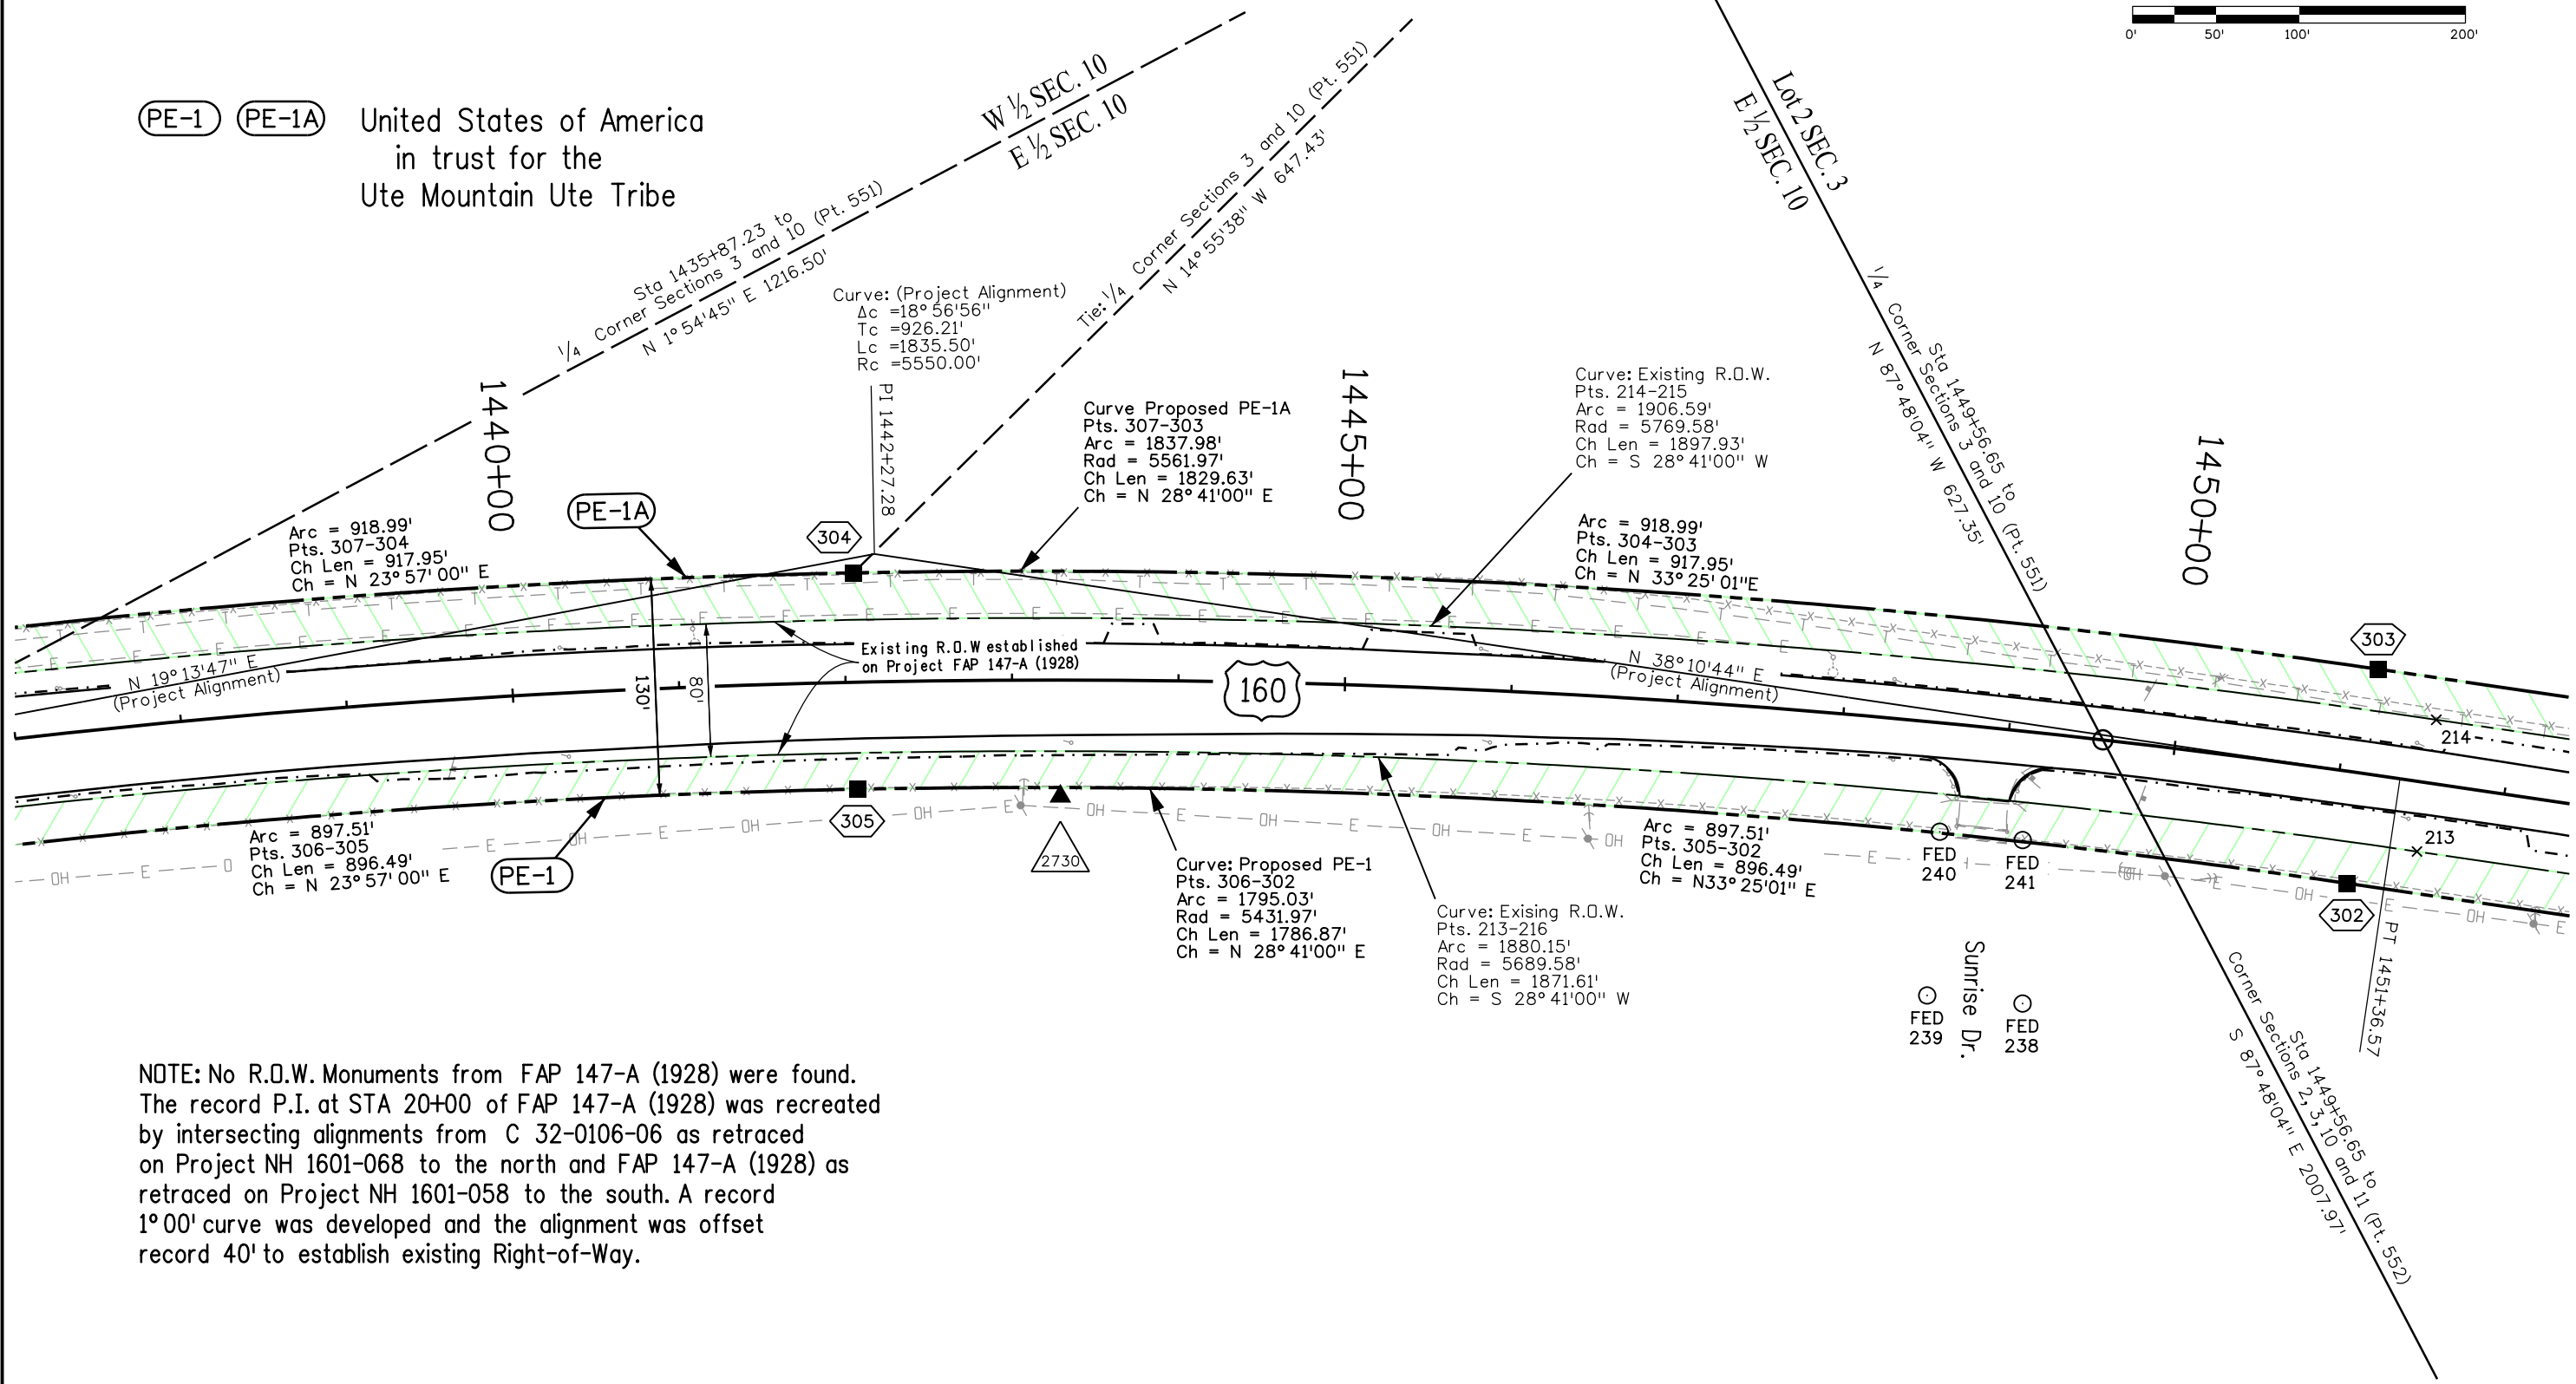 0' 50' 100' 200'
PE-1 PE-1A United States of America
in trust for the
Ute Mountain Ute Tribe
W ½ SEC. 10
E ½ SEC. 10
Sta 1435+87.23 to
¼ Corner Sections 3 and 10 (Pt. 551)
N 1° 54'45" E 1216.50'
Tie: ¼ Corner Sections 3 and 10 (Pt. 551)
N 14° 55'38" W 647.43'
Lot 2 SEC. 3
E ½ SEC. 10
Sta 1449+56.65 to
¼ Corner Sections 3 and 10 (Pt. 551)
N 87° 48'04" W 627.35'
Curve: (Project Alignment)
Δc =18° 56'56"
Tc =926.21'
Lc =1835.50'
Rc =5550.00'
PI 1442+27.28
1440+00
1445+00
1450+00
Curve Proposed PE-1A
Pts. 307-303
Arc = 1837.98'
Rad = 5561.97'
Ch Len = 1829.63'
Ch = N 28° 41'00" E
Curve: Existing R.O.W.
Pts. 214-215
Arc = 1906.59'
Rad = 5769.58'
Ch Len = 1897.93'
Ch = S 28° 41'00" W
Arc = 918.99'
Pts. 307-304
Ch Len = 917.95'
Ch = N 23° 57' 00" E
PE-1A
304
Arc = 918.99'
Pts. 304-303
Ch Len = 917.95'
Ch = N 33° 25' 01"E
303
N 19° 13'47" E
(Project Alignment)
130'
80'
Existing R.O.W established
on Project FAP 147-A (1928)
160
N 38° 10'44" E
(Project Alignment)
214
213
Arc = 897.51'
Pts. 306-305
Ch Len = 896.49'
Ch = N 23° 57' 00" E
PE-1
305
2730
Curve: Proposed PE-1
Pts. 306-302
Arc = 1795.03'
Rad = 5431.97'
Ch Len = 1786.87'
Ch = N 28° 41'00" E
Curve: Exising R.O.W.
Pts. 213-216
Arc = 1880.15'
Rad = 5689.58'
Ch Len = 1871.61'
Ch = S 28° 41'00" W
Arc = 897.51'
Pts. 305-302
Ch Len = 896.49'
Ch = N33° 25'01" E
FED
240
FED
241
302
PT 1451+36.57
FED
239
Sunrise Dr.
FED
238
Sta 1449+56.65 to
Corner Sections 2, 3, 10 and 11 (Pt. 552)
S 87° 48'04" E 2007.97'
NOTE: No R.O.W. Monuments from FAP 147-A (1928) were found.
The record P.I. at STA 20+00 of FAP 147-A (1928) was recreated
by intersecting alignments from C 32-0106-06 as retraced
on Project NH 1601-068 to the north and FAP 147-A (1928) as
retraced on Project NH 1601-058 to the south. A record
1° 00' curve was developed and the alignment was offset
record 40' to establish existing Right-of-Way.